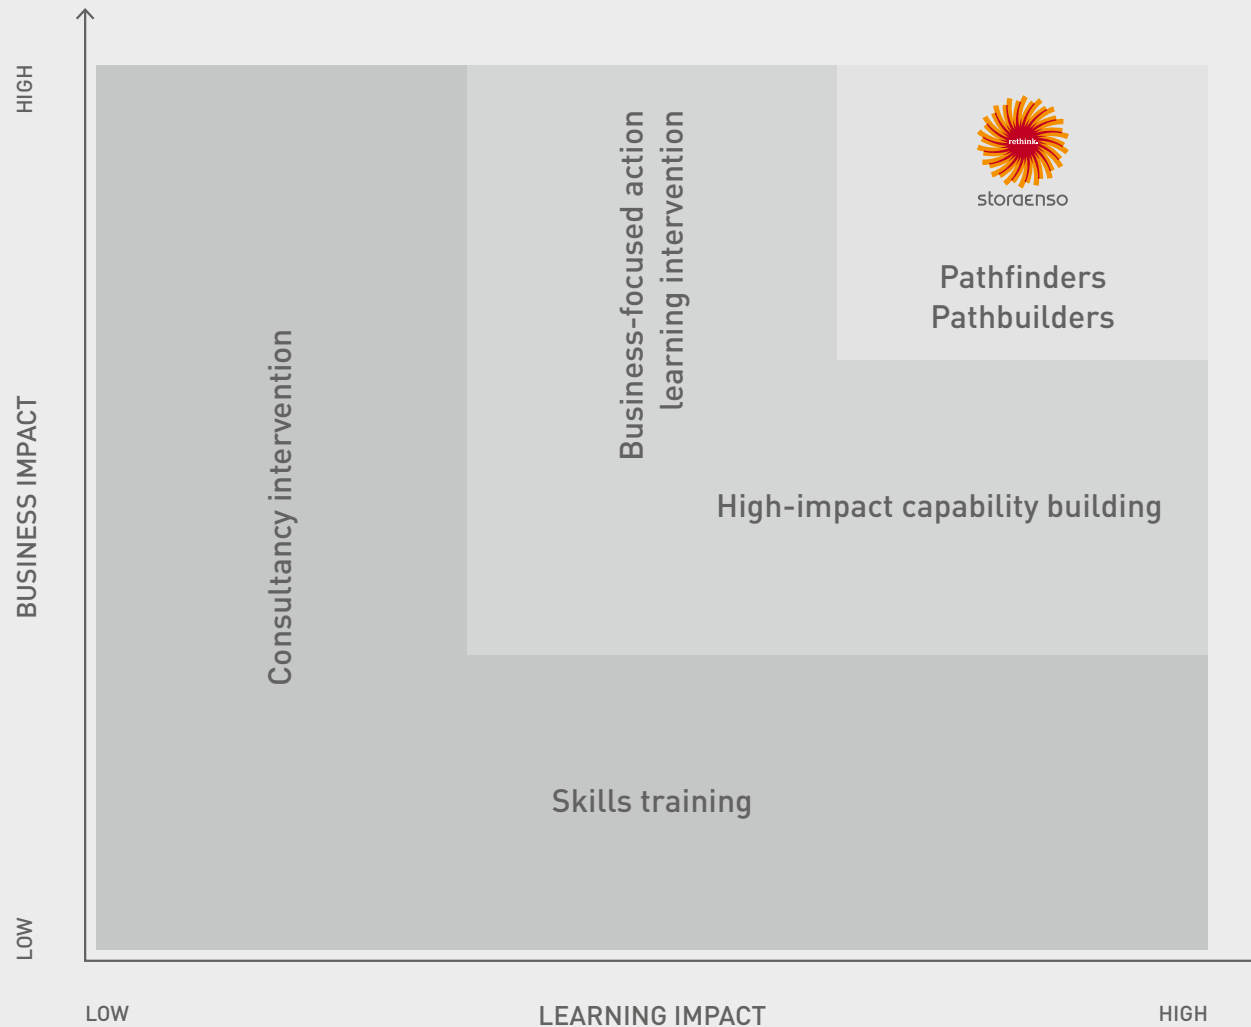 HIGH
BUSINESS IMPACT
LOW
Consultancy intervention
Business-focused action
learning intervention
rethink.
storaenso
Pathfinders
Pathbuilders
High-impact capability building
Skills training
LOW
LEARNING IMPACT
HIGH